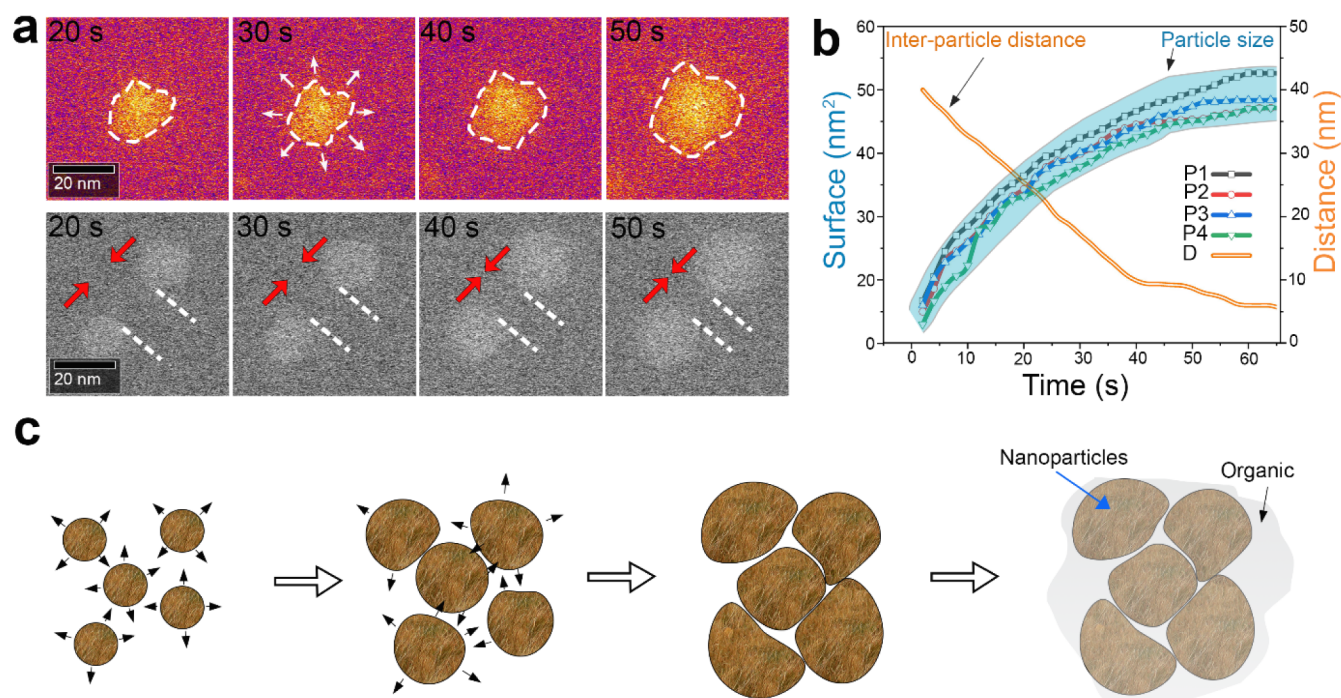 a
20 s
30 s
40 s
50 s
20 nm
20 s
30 s
40 s
50 s
20 nm
b
Inter-particle distance
Particle size
60
50
40
30
20
10
0
Surface (nm²)
50
40
30
20
10
0
Distance (nm)
P1
P2
P3
P4
D
0
10
20
30
40
50
60
Time (s)
c
Nanoparticles
Organic